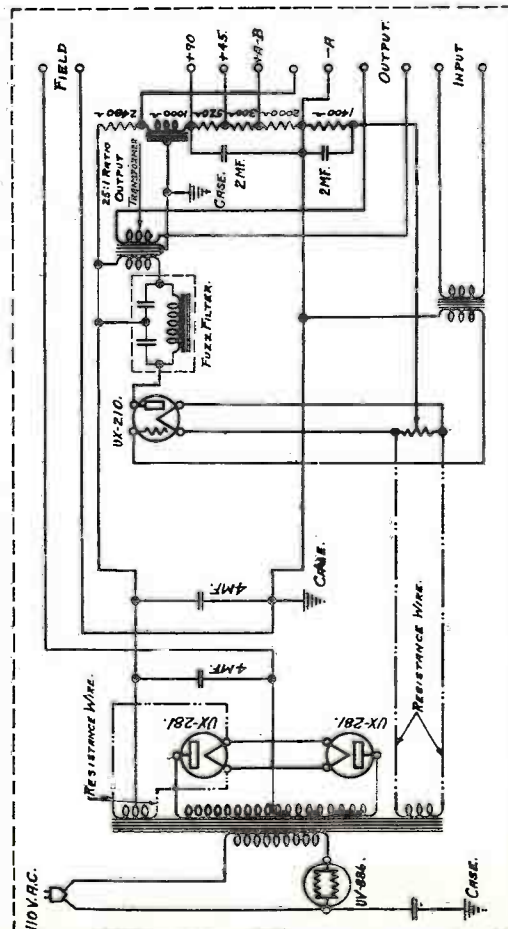 FIELD
+90
+45
+A-B
-A
OUTPUT
INPUT
2480~
1000~
520~
300~
2000~
1400~
25:1 RATIO
OUTPUT
TRANSFORMER
CASE.
2MF.
2MF.
FUZZ FILTER.
UX-210.
4MF.
CASE.
4MF.
RESISTANCE WIRE.
RESISTANCE WIRE.
UX-281.
UX-281.
110 V.A.C.
UV-886.
CASE.